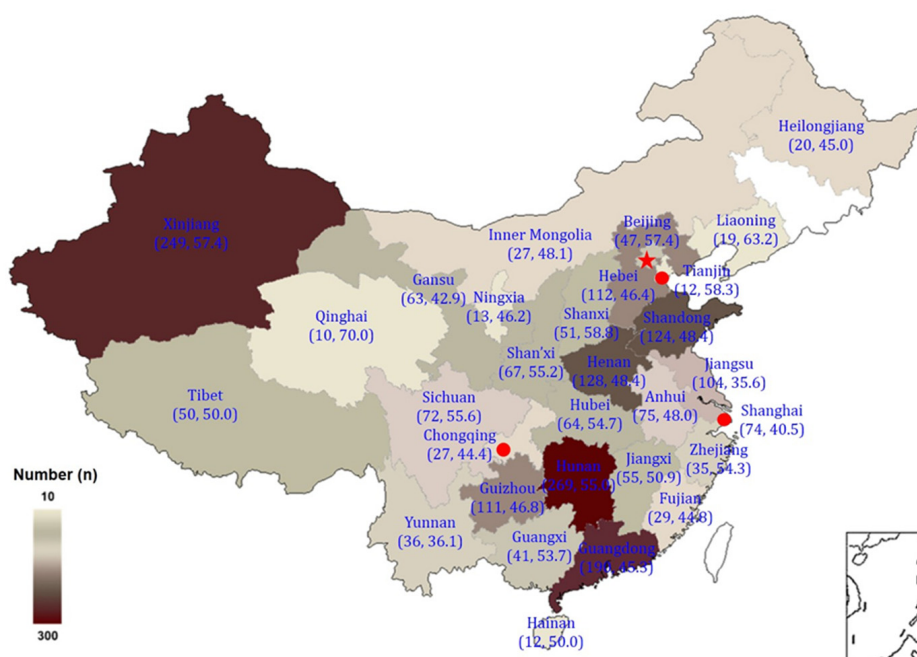 Heilongjiang
(20, 45.0)
Xinjiang
(249, 57.4)
Beijing
(47, 57.4)
Liaoning
(19, 63.2)
Inner Mongolia
(27, 48.1)
Gansu
(63, 42.9)
Ningxia
(13, 46.2)
Hebei
(112, 46.4)
Tianjin
(12, 58.3)
Qinghai
(10, 70.0)
Shanxi
(51, 58.8)
Shandong
(124, 48.4)
Shan'xi
(67, 55.2)
Henan
(128, 48.4)
Jiangsu
(104, 35.6)
Tibet
(50, 50.0)
Sichuan
(72, 55.6)
Hubei
(64, 54.7)
Anhui
(75, 48.0)
Shanghai
(74, 40.5)
Chongqing
(27, 44.4)
Hunan
(269, 55.0)
Jiangxi
(55, 50.9)
Zhejiang
(35, 54.3)
Guizhou
(111, 46.8)
Fujian
(29, 44.8)
Yunnan
(36, 36.1)
Guangxi
(41, 53.7)
Guangdong
45.3)
Hainan
(12, 50.0)
Number (n)
10
300